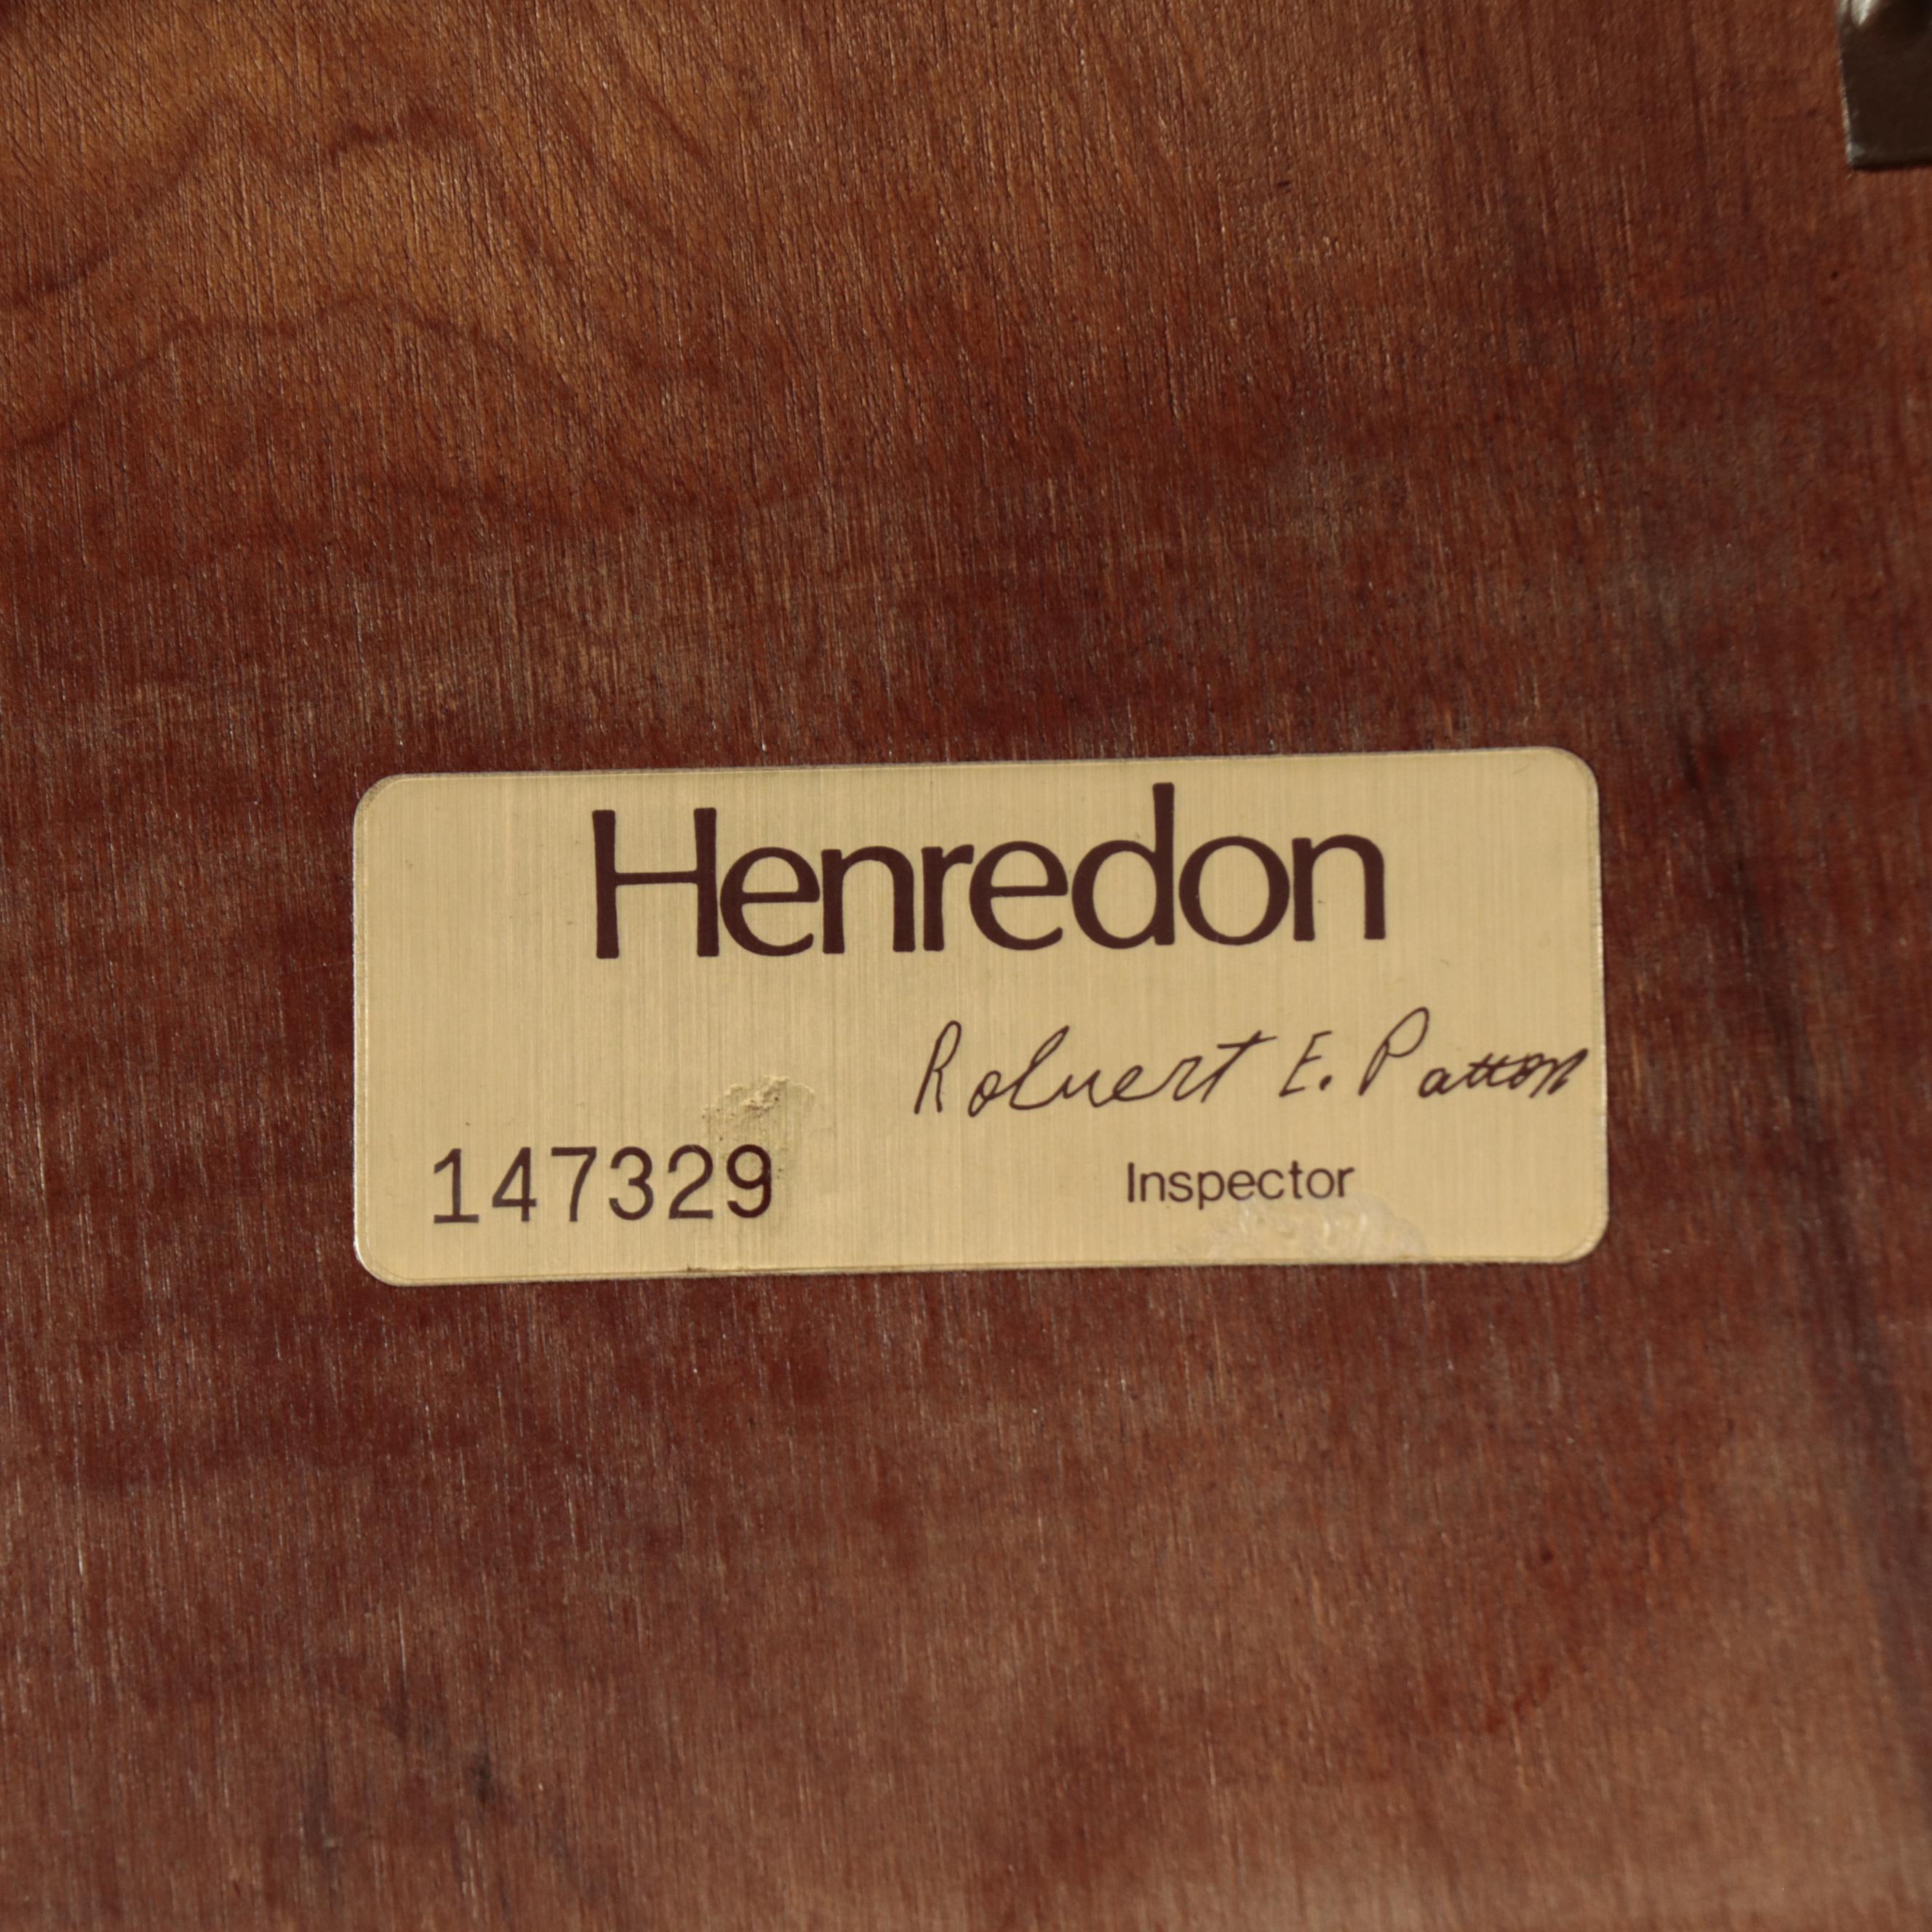 Henredon
Robert E. Patton
147329
Inspector